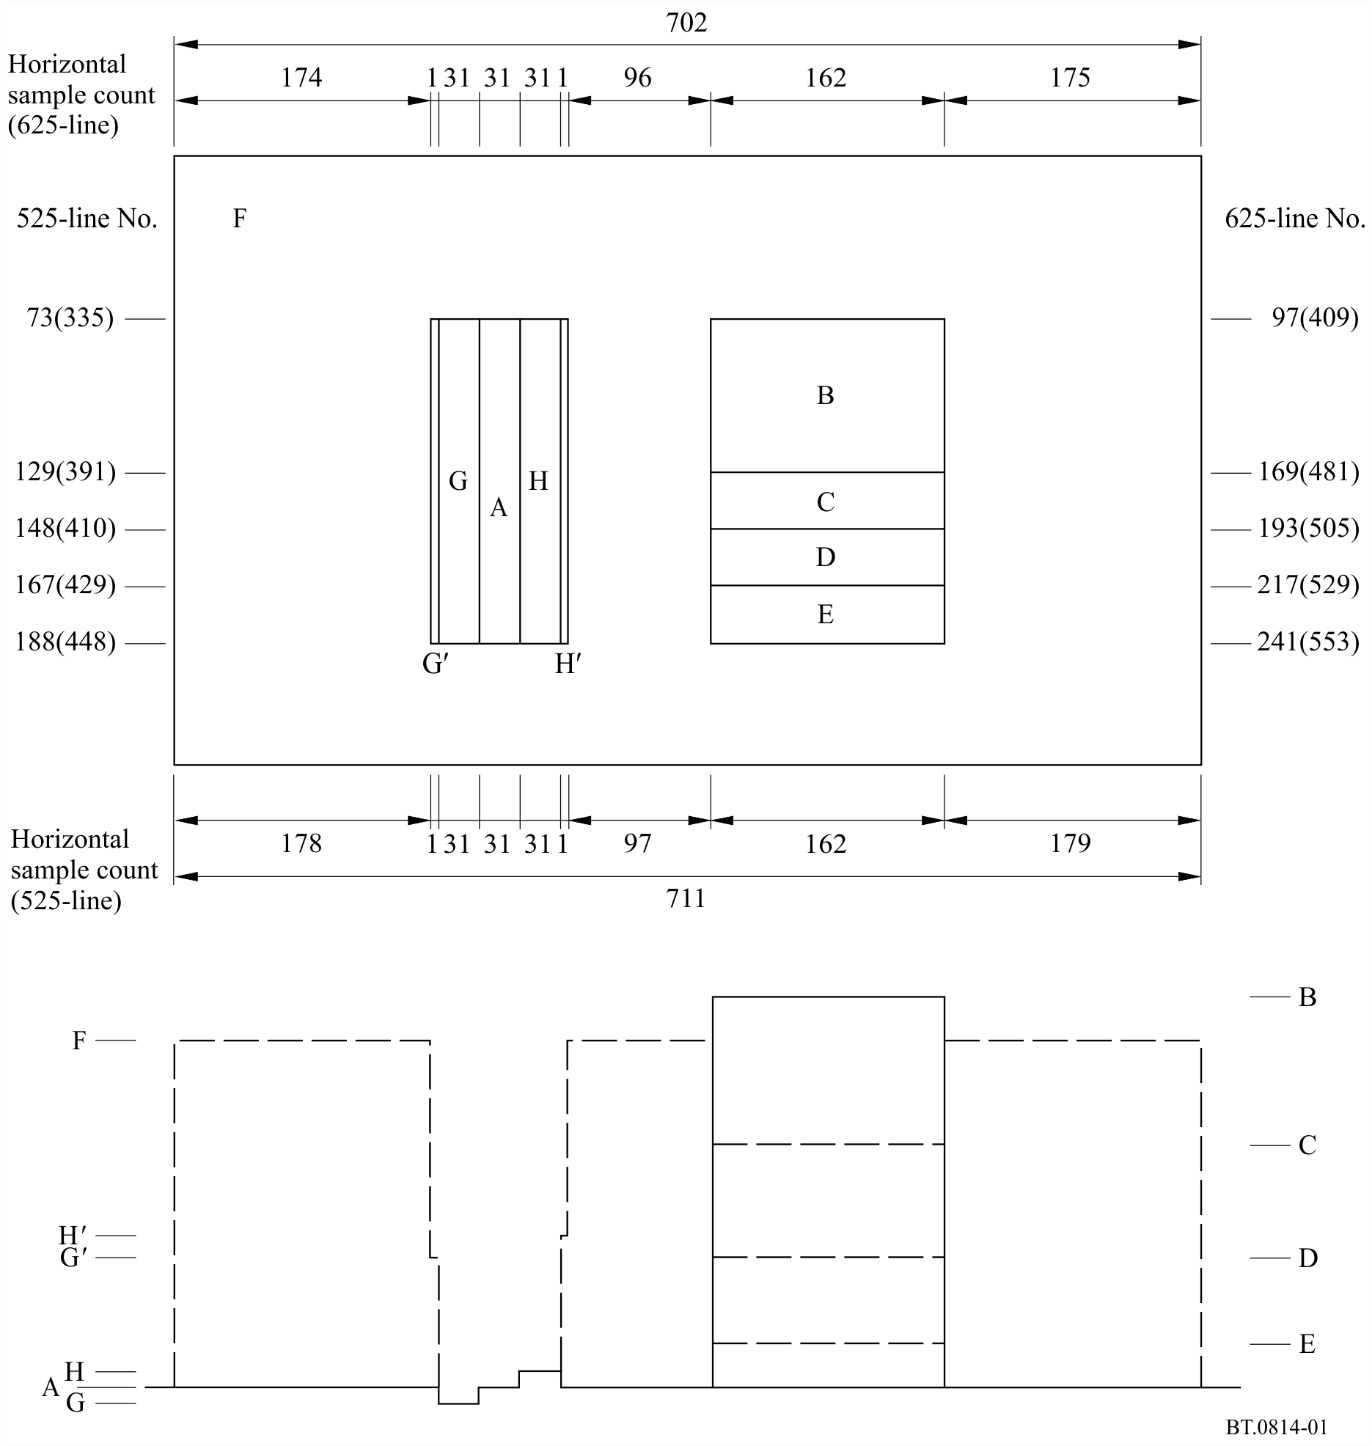 702
Horizontal
sample count
(625-line)
174 1 31 31 31 1 96 162 175
525-line No. F 625-line No.
73(335) 97(409)
B
129(391) 169(481)
G A H C
148(410) 193(505)
D
167(429) 217(529)
E
188(448) 241(553)
G′ H′
Horizontal
sample count
(525-line)
178 1 31 31 31 1 97 162 179
711
B
F
C
H′
G′ D
E
H
A
G
BT.0814-01